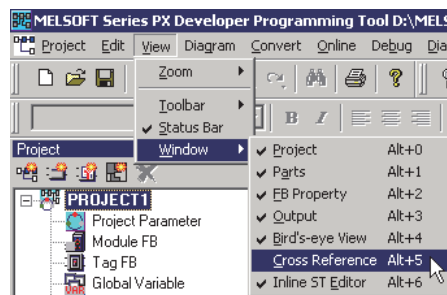 MELSOFT Series PX Developer Programming Tool D:\MELS
Project Edit View Diagram Convert Online Debug Dia
Zoom
Toolbar
Status Bar
Window
B I
Project
Project Alt+0
Parts Alt+1
FB Property Alt+2
Output Alt+3
Bird's-eye View Alt+4
Cross Reference Alt+5
Inline ST Editor Alt+6
PROJECT1
Project Parameter
Module FB
Tag FB
Global Variable